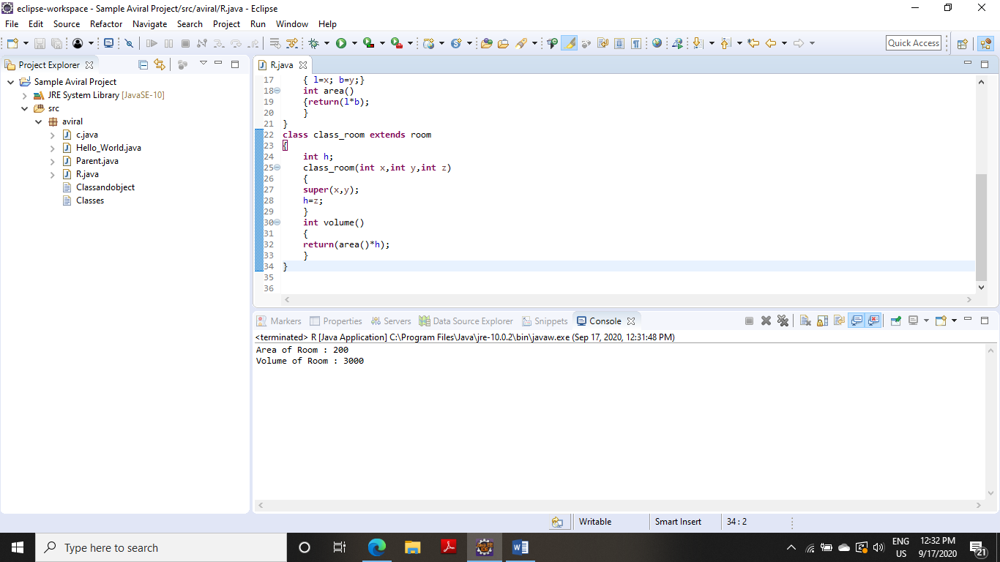 eclipse-workspace - Sample Aviral Project/src/aviral/R.java - Eclipse
File Edit Source Refactor Navigate Search Project Run Window Help
Quick Access
Project Explorer
Sample Aviral Project
JRE System Library [JavaSE-10]
src
aviral
c.java
Hello_World.java
Parent.java
R.java
Classandobject
Classes
R.java
17 { l=x; b=y;}
18 int area()
19 {return(l*b);
20 }
21 }
22 class class_room extends room
23 {
24 int h;
25 class_room(int x,int y,int z)
26 {
27 super(x,y);
28 h=z;
29 }
30 int volume()
31 {
32 return(area()*h);
33 }
34 }
35
36
Markers Properties Servers Data Source Explorer Snippets Console
<terminated> R [Java Application] C:\Program Files\Java\jre-10.0.2\bin\javaw.exe (Sep 17, 2020, 12:31:48 PM)
Area of Room : 200
Volume of Room : 3000
Writable Smart Insert 34 : 2
Type here to search
ENG
US
12:32 PM
9/17/2020
21